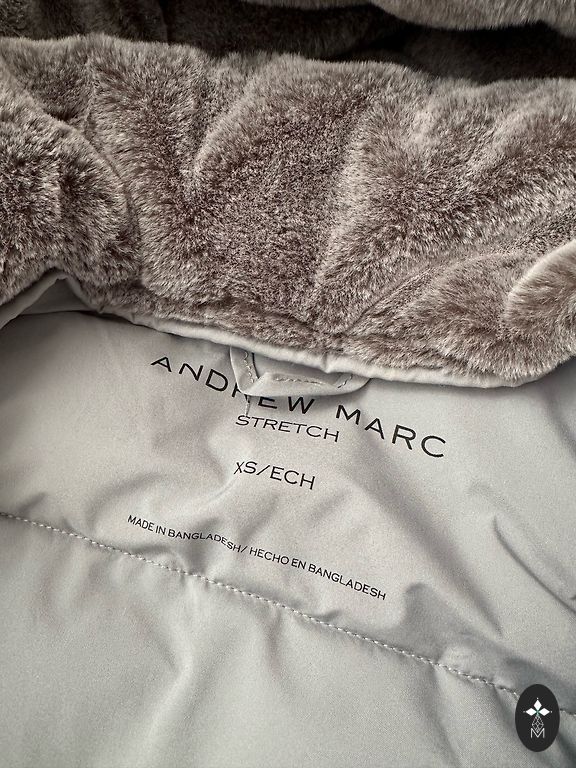 ANDREW MARC
STRETCH
XS/ECH
MADE IN BANGLADESH/ HECHO EN BANGLADESH
M